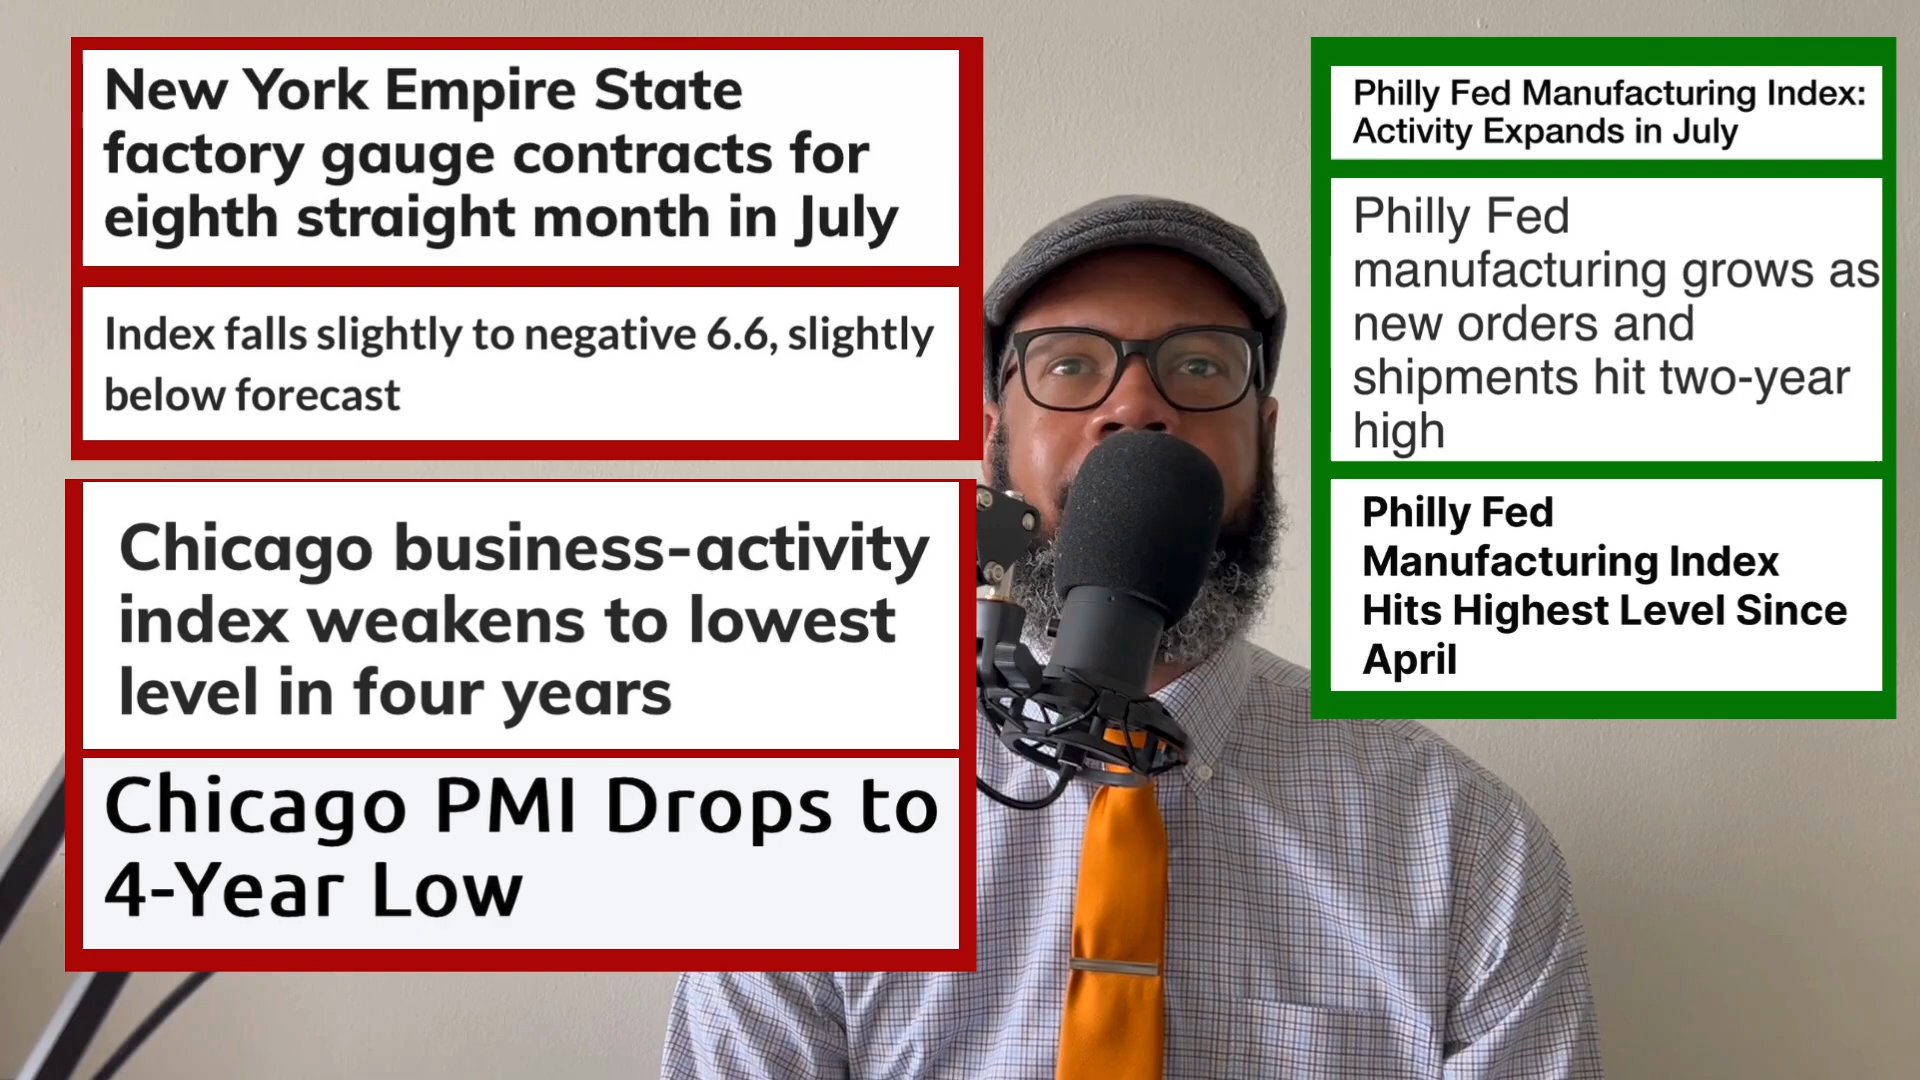 New York Empire State
factory gauge contracts for
eighth straight month in July
Index falls slightly to negative 6.6, slightly
below forecast
Chicago business-activity
index weakens to lowest
level in four years
Chicago PMI Drops to
4-Year Low
Philly Fed Manufacturing Index:
Activity Expands in July
Philly Fed
manufacturing grows as
new orders and
shipments hit two-year
high
Philly Fed
Manufacturing Index
Hits Highest Level Since
April